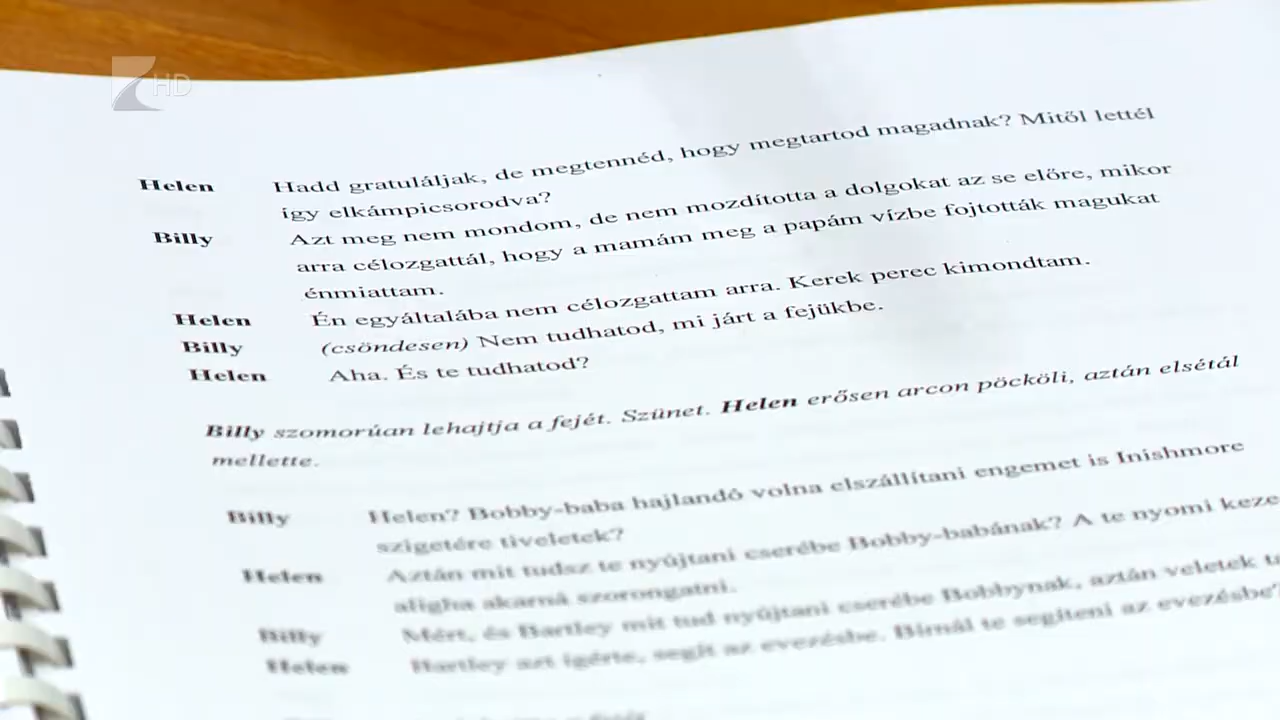 7 HD
Helen Hadd gratuláljak, de megtennéd, hogy megtartod magadnak? Mitől lettél
így elkámpicsorodva?
Billy Azt meg nem mondom, de nem mozdította a dolgokat az se előre, mikor
arra célozgattál, hogy a mamám meg a papám vízbe fojtották magukat
énmiattam.
Helen Én egyáltalába nem célozgattam arra. Kerek perec kimondtam.
Billy (csöndesen) Nem tudhatod, mi járt a fejükbe.
Helen Aha. És te tudhatod?
Billy szomorúan lehajtja a fejét. Szünet. Helen erősen arcon pöcköli, aztán elsétál
mellette.
Billy Helen? Bobby-baba hajlandó volna elszállítani engemet is Inishmore
szigetére tiveletek?
Helen Aztán mit tudsz te nyújtani cserébe Bobby-babának? A te nyomi keze
aligha akarná szorongatni.
Billy Mért, és Bartley mit tud nyújtani cserébe Bobbynak, aztán veletek
Helen Bartley azt ígérte, segít az evezésbe. Bírnál te segíteni az evezésbe?